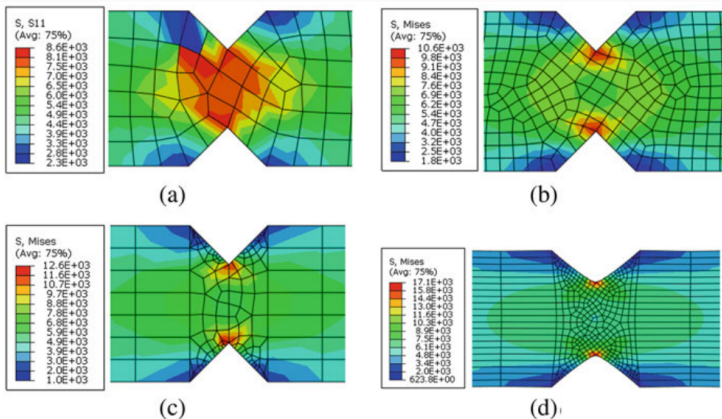 S, S11
(Avg: 75%)
8.6E+03
8.1E+03
7.5E+03
7.0E+03
6.5E+03
6.0E+03
5.4E+03
4.9E+03
4.4E+03
3.9E+03
3.3E+03
2.8E+03
2.3E+03
(a)
S, Mises
(Avg: 75%)
10.6E+03
9.8E+03
9.1E+03
8.4E+03
7.6E+03
6.9E+03
6.2E+03
5.4E+03
4.7E+03
4.0E+03
3.2E+03
2.5E+03
1.8E+03
(b)
S, Mises
(Avg: 75%)
12.6E+03
11.6E+03
10.7E+03
9.7E+03
8.8E+03
7.8E+03
6.8E+03
5.9E+03
4.9E+03
3.9E+03
3.0E+03
2.0E+03
1.0E+03
(c)
S, Mises
(Avg: 75%)
17.1E+03
15.8E+03
14.4E+03
13.0E+03
11.6E+03
10.3E+03
8.9E+03
7.5E+03
6.1E+03
4.8E+03
3.4E+03
2.0E+03
623.8E+00
(d)